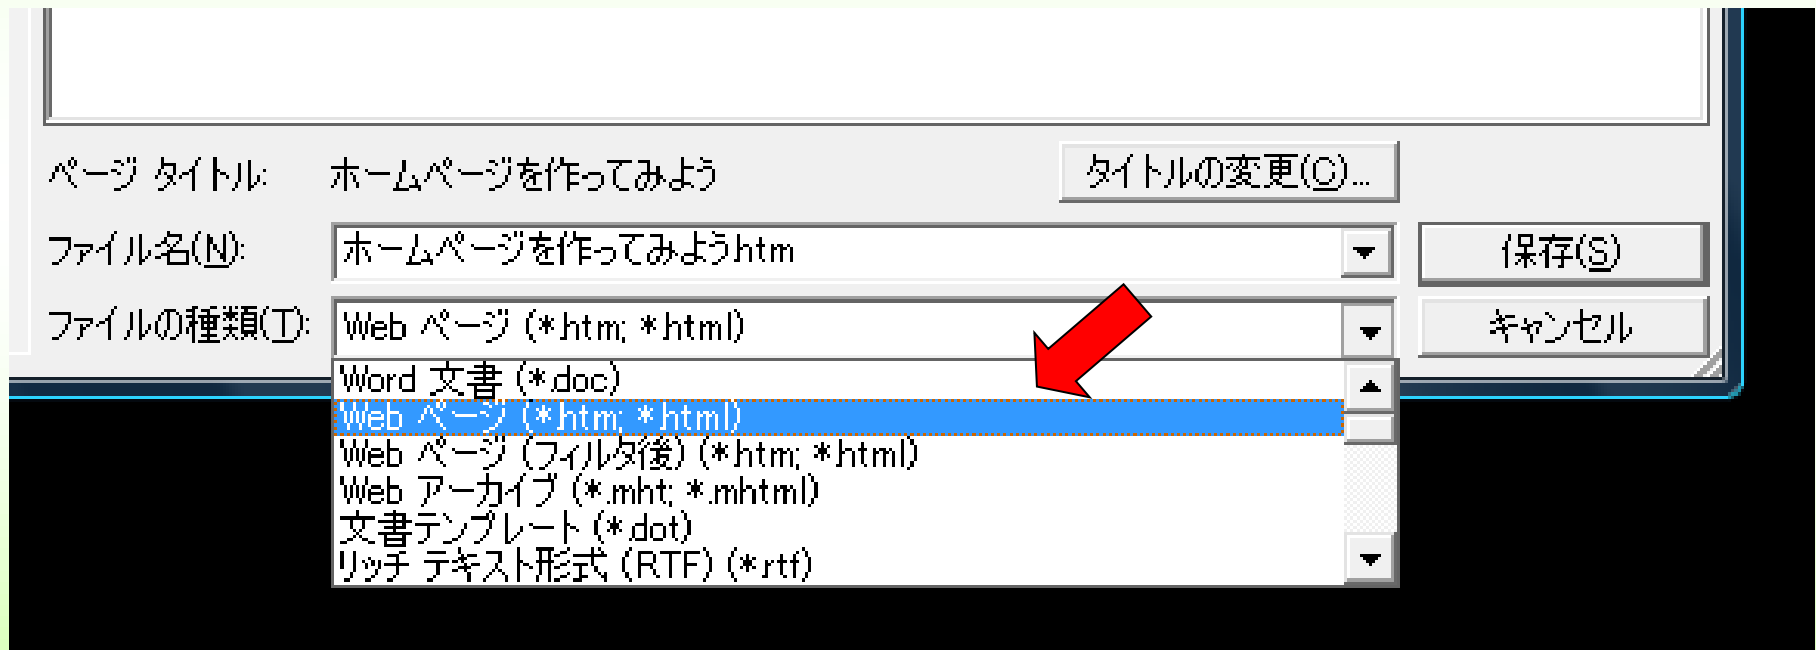 ページ タイトル: ホームページを作ってみよう タイトルの変更(C)...
ファイル名(N): ホームページを作ってみようhtm 保存(S)
ファイルの種類(T): Web ページ (*.htm; *.html) キャンセル
Word 文書 (*.doc)
Web ページ (*.htm; *.html)
Web ページ (フィルタ後) (*.htm; *.html)
Web アーカイブ (*.mht; *.mhtml)
文書テンプレート (*.dot)
リッチ テキスト形式 (RTF) (*.rtf)